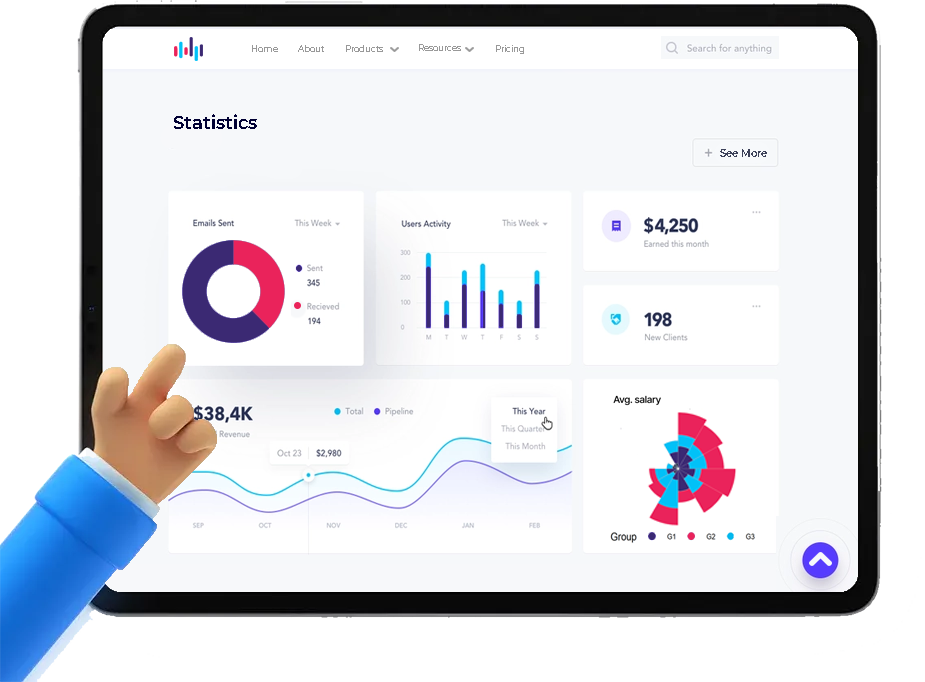 Home About Products Resources Pricing
Search for anything
Statistics
+ See More
Emails Sent This Week
Sent
345
Recieved
194
Users Activity This Week
300
200
100
0
M T W T F S S
$4,250
Earned this month
198
New Clients
$38,4K
Revenue
Total Pipeline
This Year
This Quarter
This Month
Oct 23 $2,980
SEP OCT NOV DEC JAN FEB
Avg. salary
Group G1 G2 G3